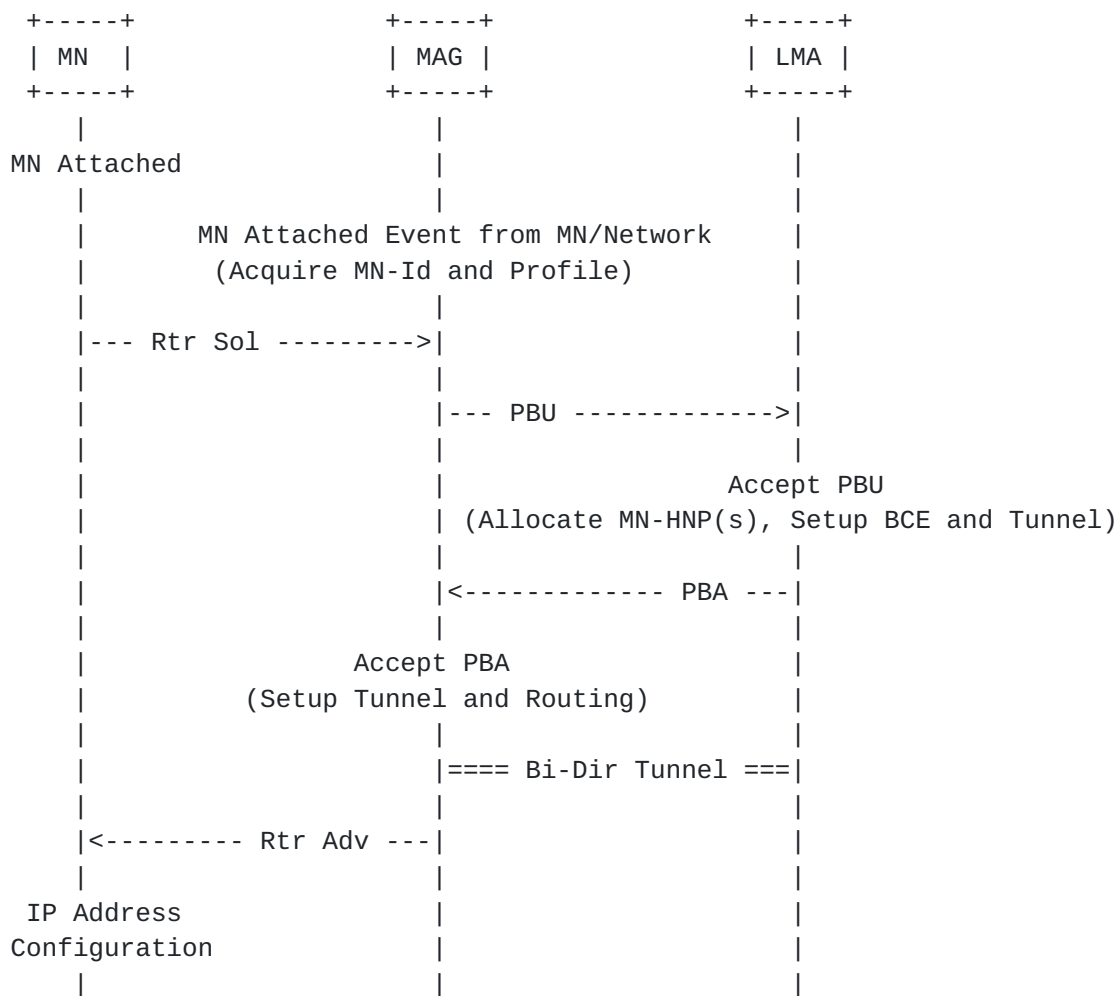 +-----+                +-----+                +-----+
| MN  |                | MAG |                | LMA |
+-----+                +-----+                +-----+
   |                      |                      |
MN Attached               |                      |
   |                      |                      |
   |       MN Attached Event from MN/Network     |
   |        (Acquire MN-Id and Profile)          |
   |                      |                      |
   |--- Rtr Sol --------->|                      |
   |                      |                      |
   |                      |--- PBU ------------->|
   |                      |                      |
   |                      |                  Accept PBU
   |                      | (Allocate MN-HNP(s), Setup BCE and Tunnel)
   |                      |                      |
   |                      |<------------- PBA ---|
   |                      |                      |
   |                 Accept PBA                  |
   |          (Setup Tunnel and Routing)         |
   |                      |                      |
   |                      |==== Bi-Dir Tunnel ===|
   |                      |                      |
   |<--------- Rtr Adv ---|                      |
   |                      |                      |
IP Address                |                      |
Configuration             |                      |
   |                      |                      |